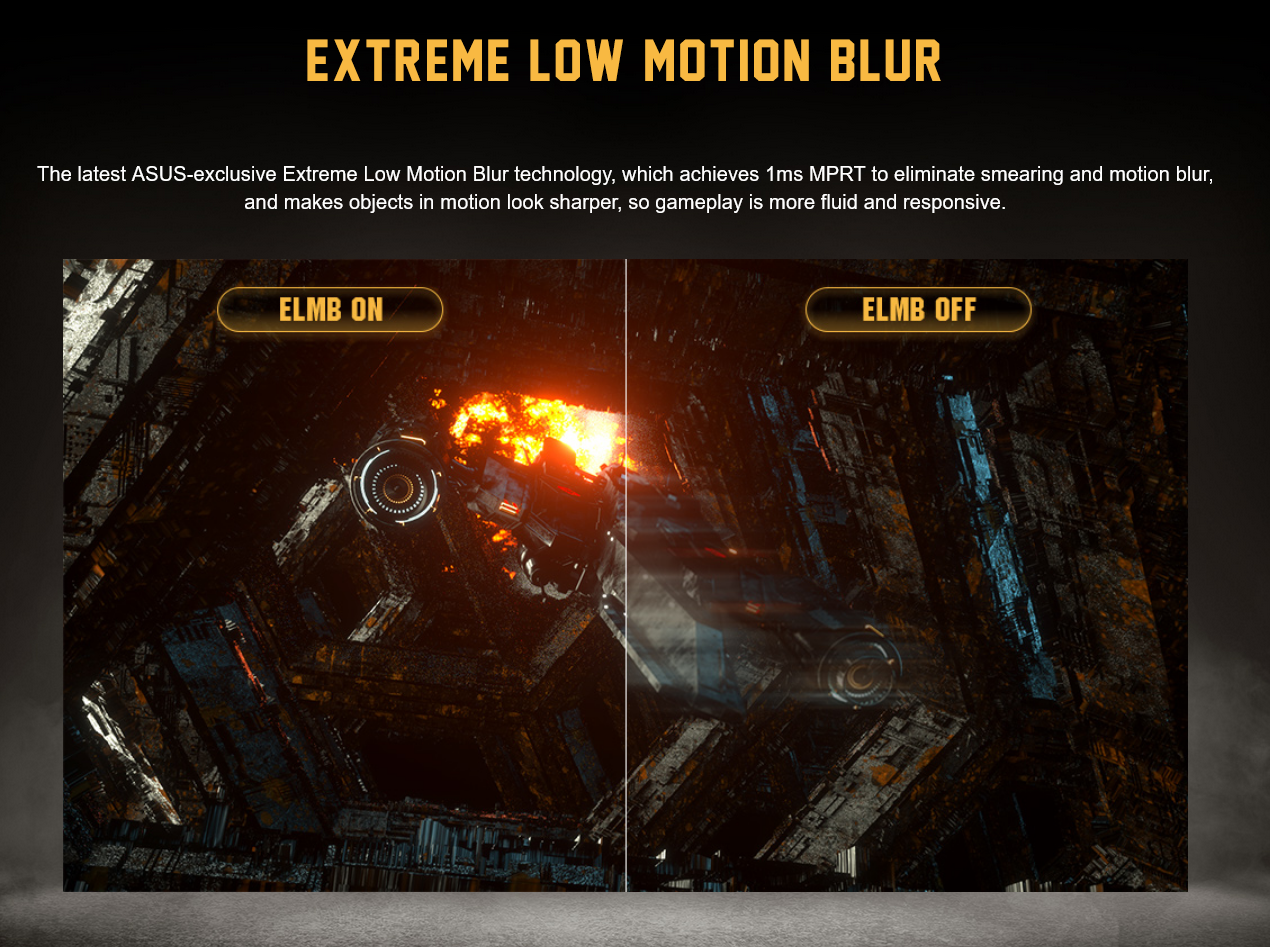 EXTREME LOW MOTION BLUR
The latest ASUS-exclusive Extreme Low Motion Blur technology, which achieves 1ms MPRT to eliminate smearing and motion blur,
and makes objects in motion look sharper, so gameplay is more fluid and responsive.
ELMB ON
ELMB OFF